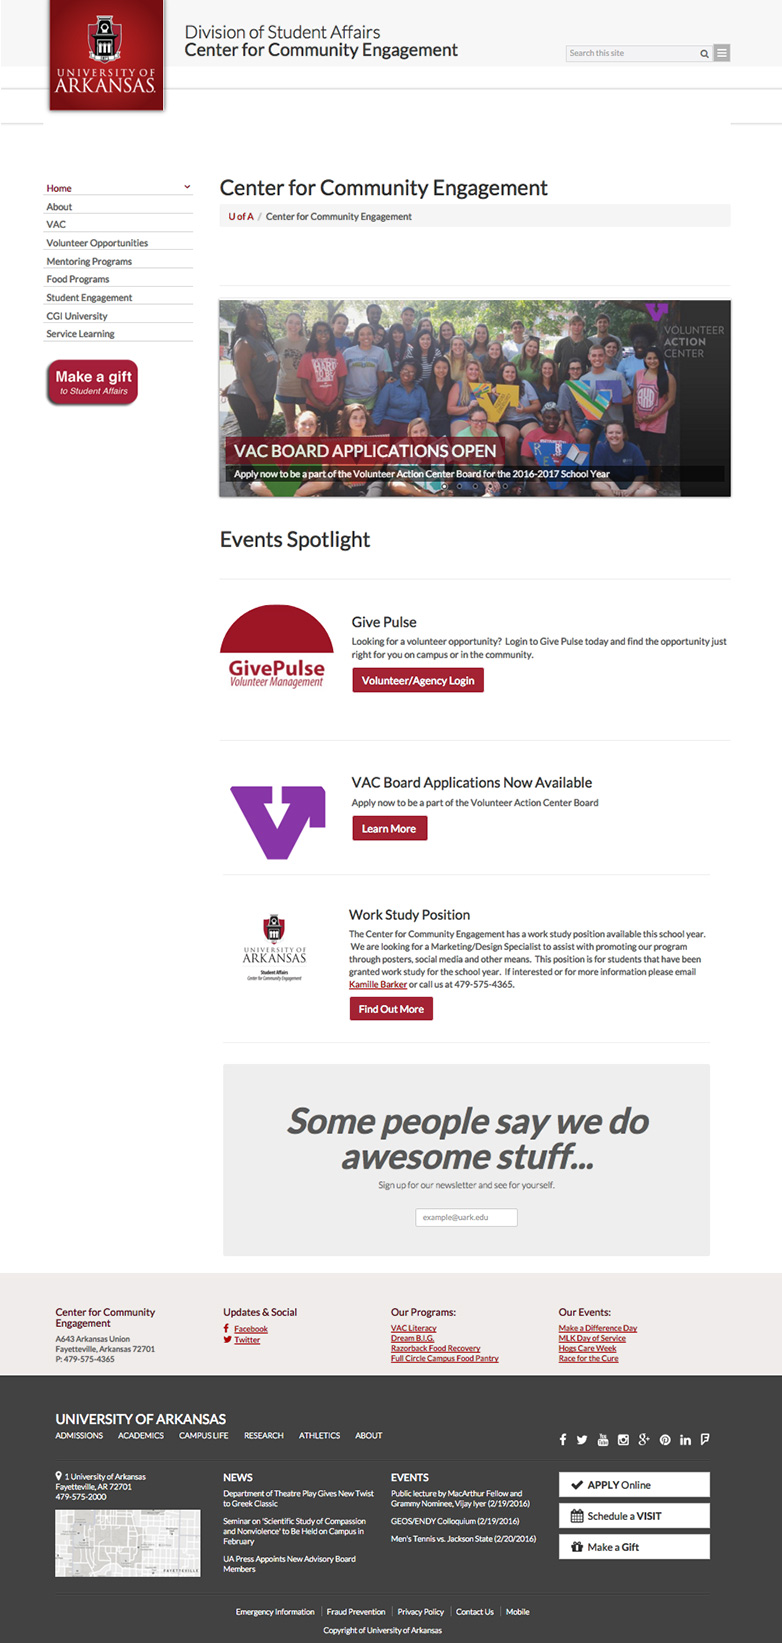 UNIVERSITY OF
ARKANSAS
Division of Student Affairs
Center for Community Engagement
Search this site
Home
About
VAC
Volunteer Opportunities
Mentoring Programs
Food Programs
Student Engagement
CGI University
Service Learning
Make a gift
to Student Affairs
Center for Community Engagement
U of A / Center for Community Engagement
VOLUNTEER
ACTION
CENTER
VAC BOARD APPLICATIONS OPEN
Apply now to be a part of the Volunteer Action Center Board for the 2016-2017 School Year
Events Spotlight
GivePulse
Volunteer Management
Give Pulse
Looking for a volunteer opportunity? Login to Give Pulse today and find the opportunity just
right for you on campus or in the community.
Volunteer/Agency Login
VAC Board Applications Now Available
Apply now to be a part of the Volunteer Action Center Board
Learn More
UNIVERSITY OF
ARKANSAS
Student Affairs
Center for Community Engagement
Work Study Position
The Center for Community Engagement has a work study position available this school year.
We are looking for a Marketing/Design Specialist to assist with promoting our program
through posters, social media and other means. This position is for students that have been
granted work study for the school year. If interested or for more information please email
Kamille Barker or call us at 479-575-4365.
Find Out More
Some people say we do
awesome stuff...
Sign up for our newsletter and see for yourself.
example@uark.edu
Center for Community
Engagement
A643 Arkansas Union
Fayetteville, Arkansas 72701
P: 479-575-4365
Updates & Social
Facebook
Twitter
Our Programs:
VAC Literacy
Dream B.I.G.
Razorback Food Recovery
Full Circle Campus Food Pantry
Our Events:
Make a Difference Day
MLK Day of Service
Hogs Care Week
Race for the Cure
UNIVERSITY OF ARKANSAS
ADMISSIONS ACADEMICS CAMPUS LIFE RESEARCH ATHLETICS ABOUT
1 University of Arkansas
Fayetteville, AR 72701
479-575-2000
FAYETTEVILLE
NEWS
Department of Theatre Play Gives New Twist
to Greek Classic
Seminar on 'Scientific Study of Compassion
and Nonviolence' to Be Held on Campus in
February
UA Press Appoints New Advisory Board
Members
EVENTS
Public lecture by MacArthur Fellow and
Grammy Nominee, Vijay Iyer (2/19/2016)
GEOS/ENDY Colloquium (2/19/2016)
Men's Tennis vs. Jackson State (2/20/2016)
APPLY Online
Schedule a VISIT
Make a Gift
Emergency Information | Fraud Prevention | Privacy Policy | Contact Us | Mobile
Copyright of University of Arkansas